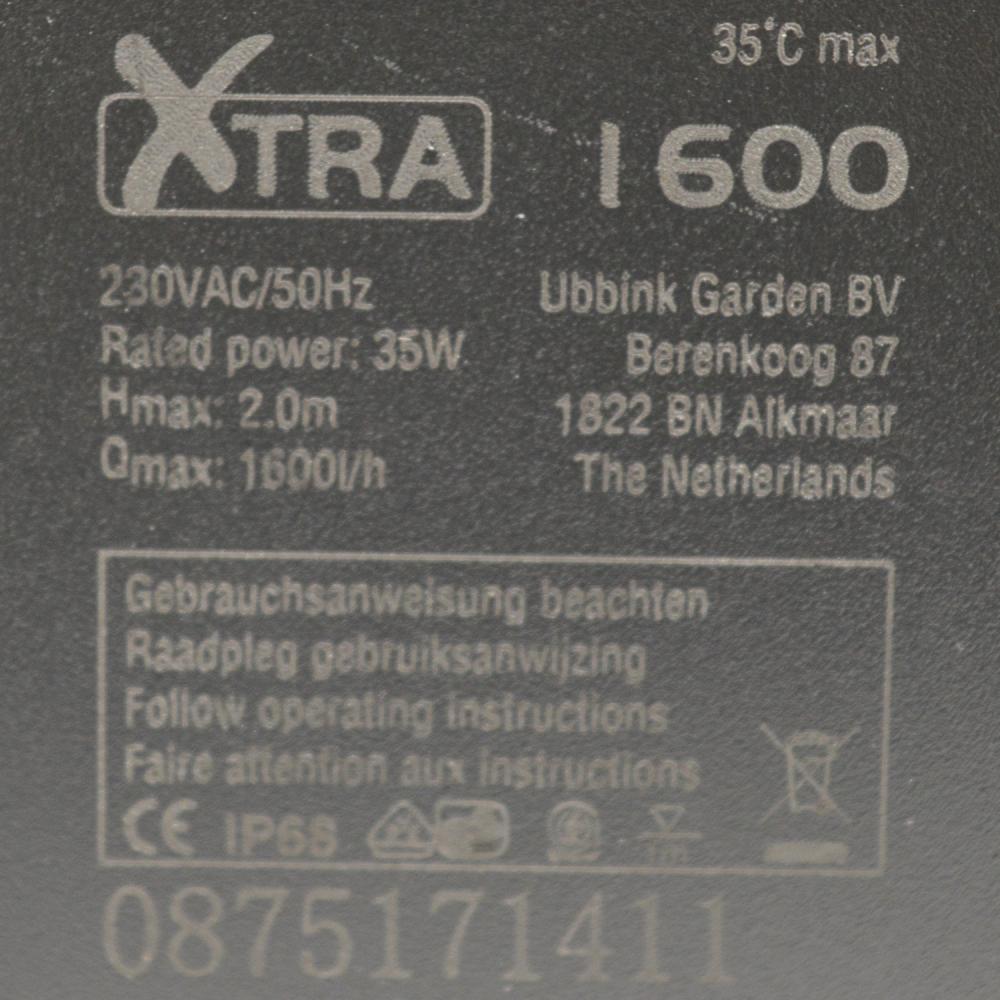 35°C max
XTRA 1600
230VAC/50Hz
Ubbink Garden BV
Rated power: 35W
Berenkoog 87
Hmax: 2.0m
1822 BN Alkmaar
Qmax: 1600l/h
The Netherlands
Gebrauchsanweisung beachten
Raadpleg gebruiksanwijzing
Follow operating instructions
Faire attention aux instructions
CE IP68
0875171411